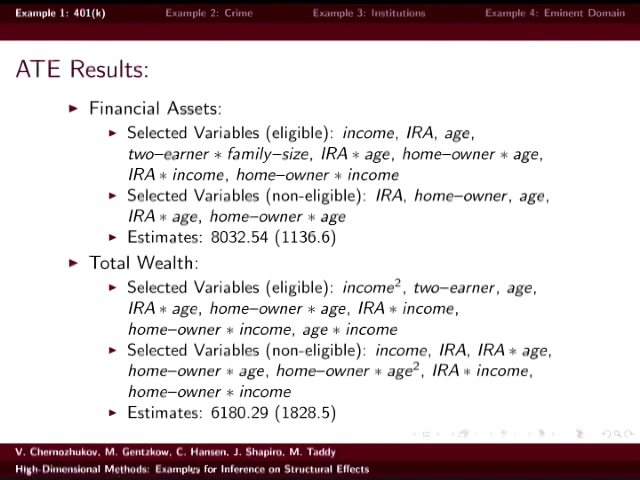 Example 1: 401(k) Example 2: Crime Example 3: Institutions Example 4: Eminent Domain
ATE Results:
▶ Financial Assets:
▶ Selected Variables (eligible): income, IRA, age,
two–earner ∗ family–size, IRA ∗ age, home–owner ∗ age,
IRA ∗ income, home–owner ∗ income
▶ Selected Variables (non-eligible): IRA, home–owner, age,
IRA ∗ age, home–owner ∗ age
▶ Estimates: 8032.54 (1136.6)
▶ Total Wealth:
▶ Selected Variables (eligible): income², two–earner, age,
IRA ∗ age, home–owner ∗ age, IRA ∗ income,
home–owner ∗ income, age ∗ income
▶ Selected Variables (non-eligible): income, IRA, IRA ∗ age,
home–owner ∗ age, home–owner ∗ age², IRA ∗ income,
home–owner ∗ income
▶ Estimates: 6180.29 (1828.5)
V. Chernozhukov, M. Gentzkow, C. Hansen, J. Shapiro, M. Taddy
High-Dimensional Methods: Examples for Inference on Structural Effects